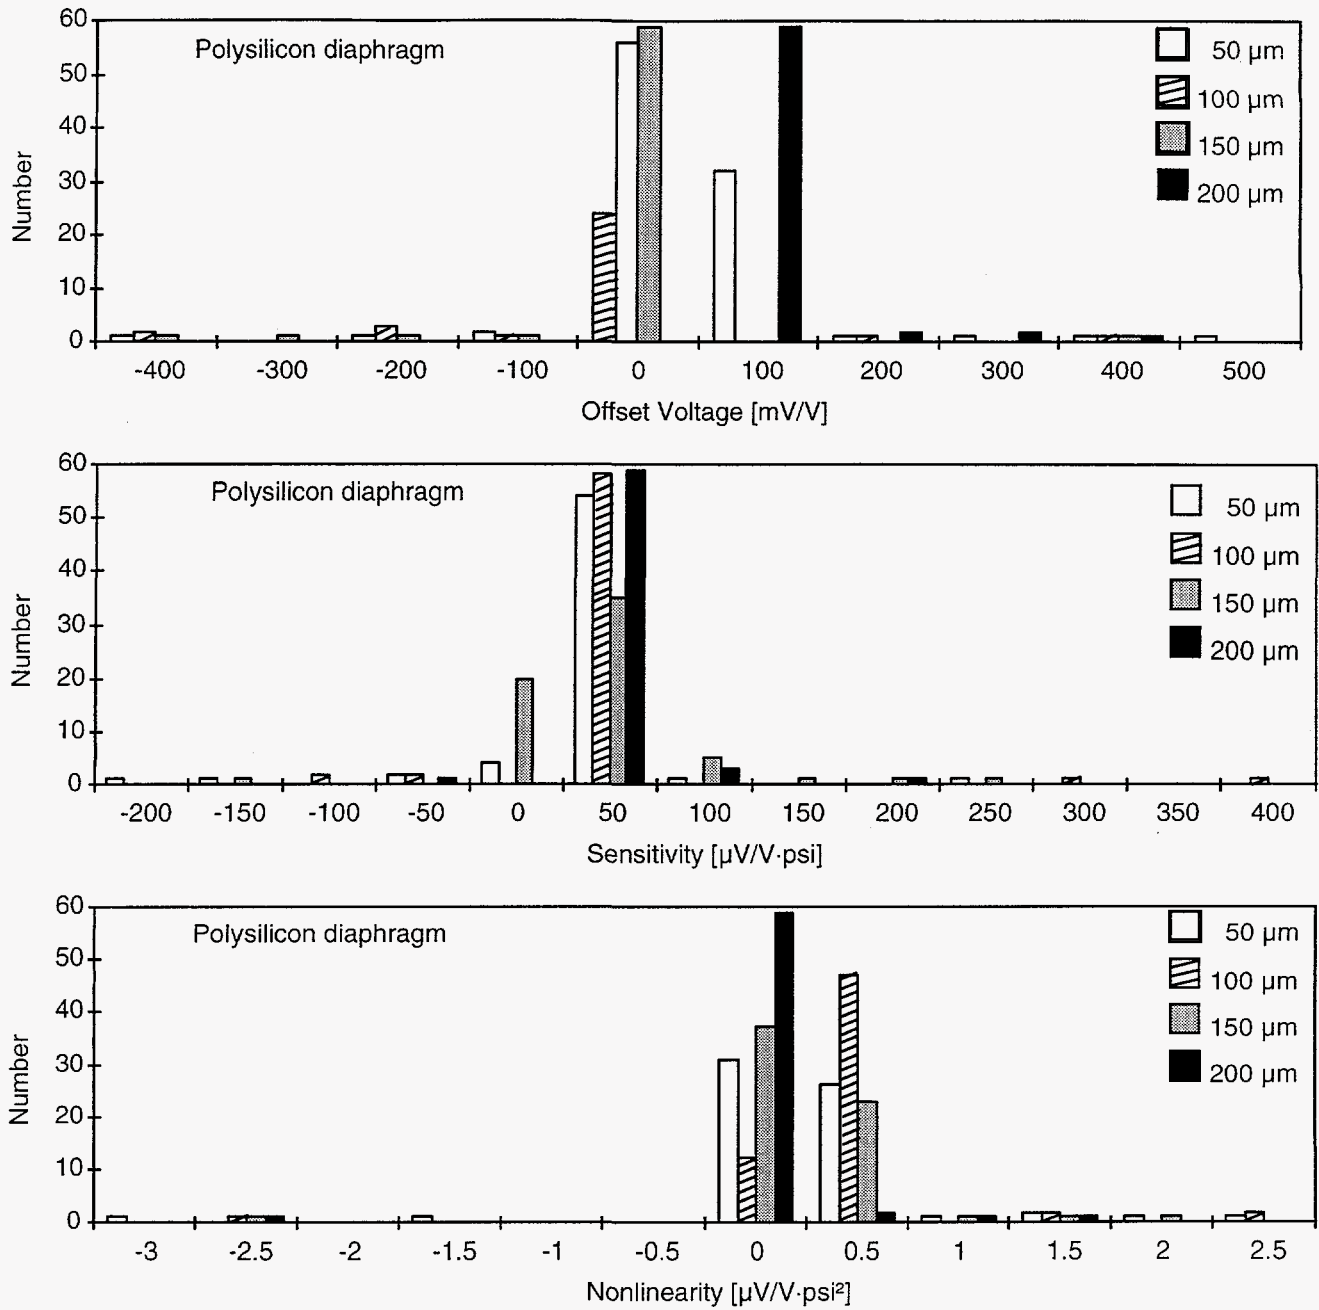 60
Polysilicon diaphragm
50 µm
50
100 µm
40
150 µm
30
200 µm
20
10
0
Number
-400 -300 -200 -100 0 100 200 300 400 500
Offset Voltage [mV/V]
60
Polysilicon diaphragm
50 µm
50
100 µm
40
150 µm
30
200 µm
20
10
0
Number
-200 -150 -100 -50 0 50 100 150 200 250 300 350 400
Sensitivity [µV/V·psi]
60
Polysilicon diaphragm
50 µm
50
100 µm
40
150 µm
30
200 µm
20
10
0
Number
-3 -2.5 -2 -1.5 -1 -0.5 0 0.5 1 1.5 2 2.5
Nonlinearity [µV/V·psi²]